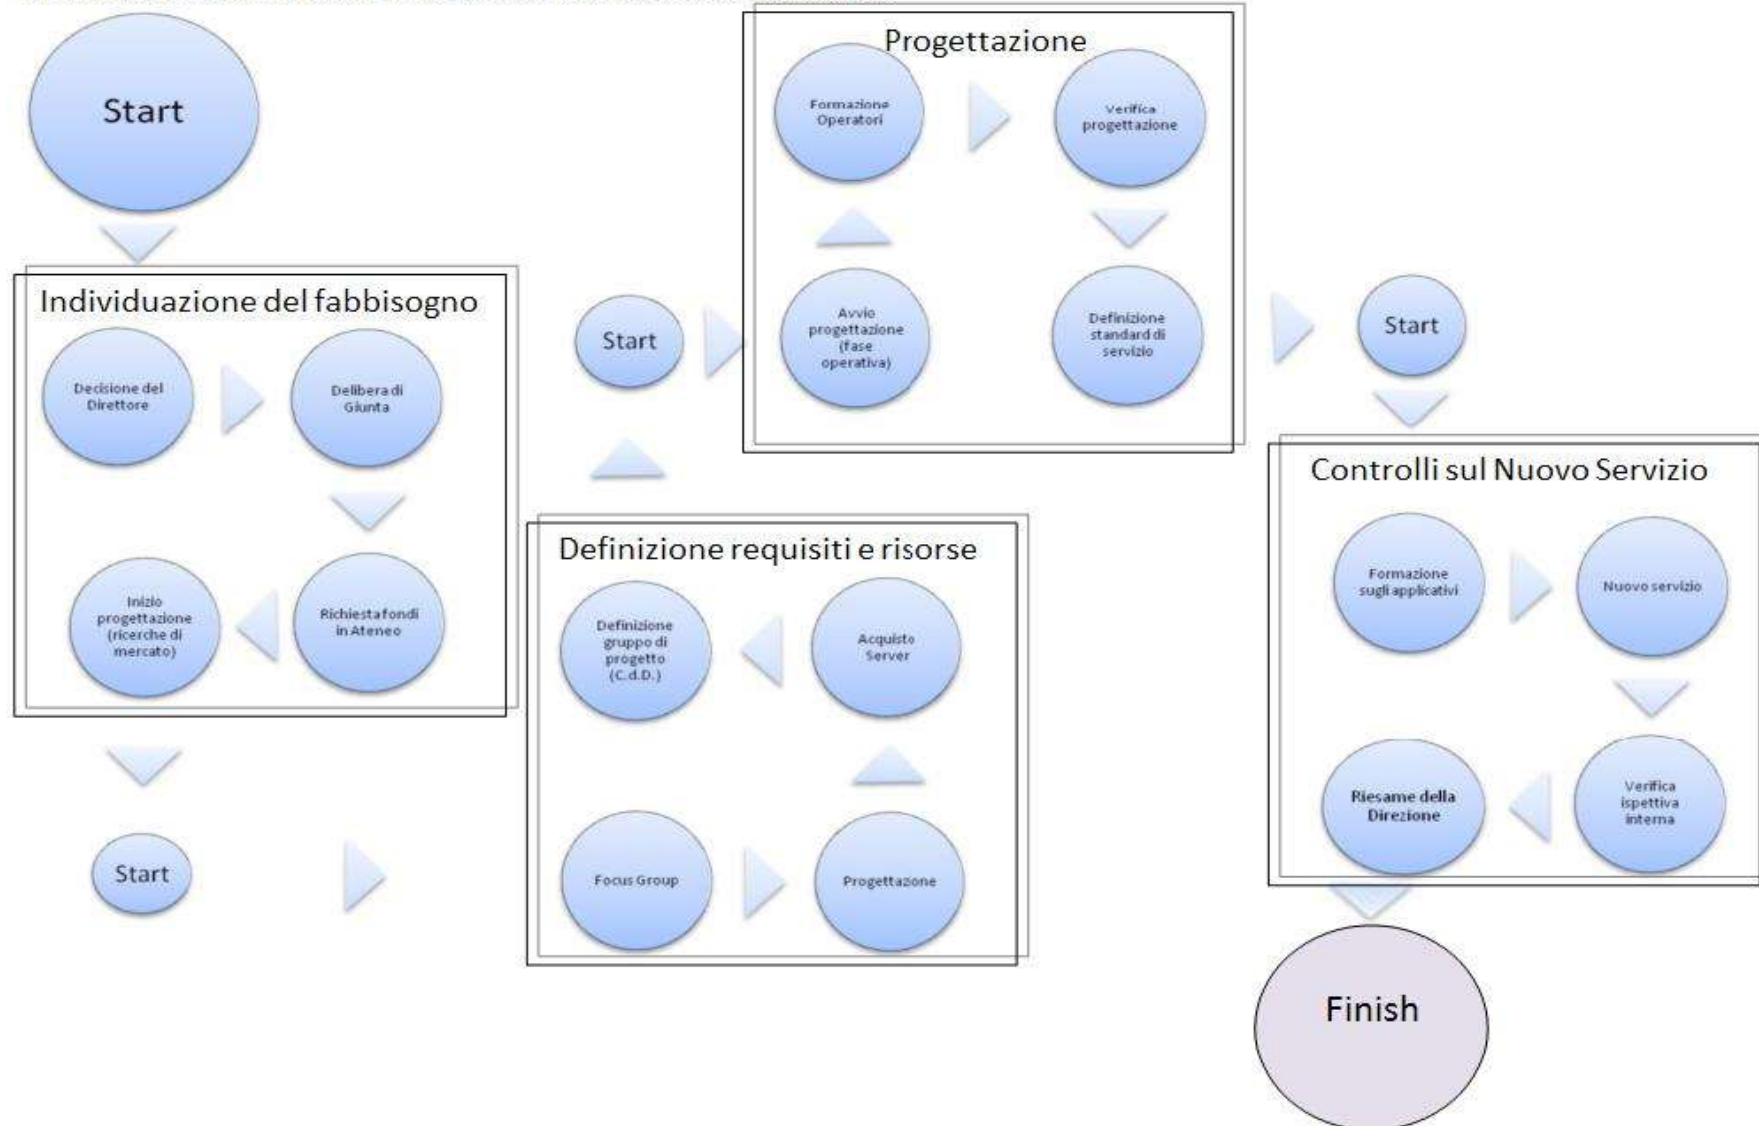 Start
Individuazione del fabbisogno
Decisione del
Direttore
Delibera di
Giunta
Richiesta fondi
in Ateneo
Inizio
progettazione
(ricerche di
mercato)
Start
Definizione requisiti e risorse
Focus Group
Progettazione
Acquisto
Server
Definizione
gruppo di
progetto
(C.d.D.)
Start
Progettazione
Avvio
progettazione
(fase
operativa)
Formazione
Operatori
Verifica
progettazione
Definizione
standard di
servizio
Start
Controlli sul Nuovo Servizio
Formazione
sugli applicativi
Nuovo servizio
Verifica
ispettiva
interna
Riesame della
Direzione
Finish